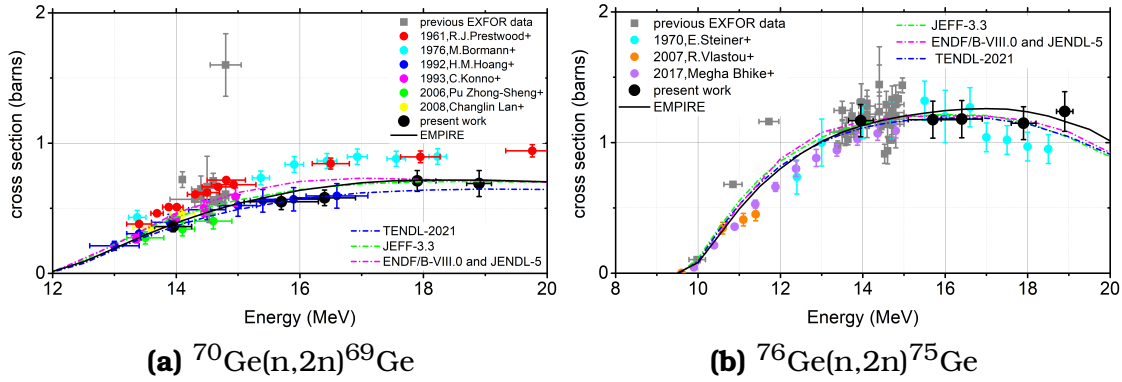 previous EXFOR data
1961,R.J.Prestwood+
1976,M.Bormann+
1992,H.M.Hoang+
1993,C.Konno+
2006,Pu Zhong-Sheng+
2008,Changlin Lan+
present work
EMPIRE
TENDL-2021
JEFF-3.3
ENDF/B-VIII.0 and JENDL-5
cross section (barns)
2
1
0
12 14 16 18 20
Energy (MeV)
(a) ⁷⁰Ge(n,2n)⁶⁹Ge
previous EXFOR data
1970,E.Steiner+
2007,R.Vlastou+
2017,Megha Bhike+
present work
EMPIRE
JEFF-3.3
ENDF/B-VIII.0 and JENDL-5
TENDL-2021
cross section (barns)
2
1
0
8 10 12 14 16 18 20
Energy (MeV)
(b) ⁷⁶Ge(n,2n)⁷⁵Ge